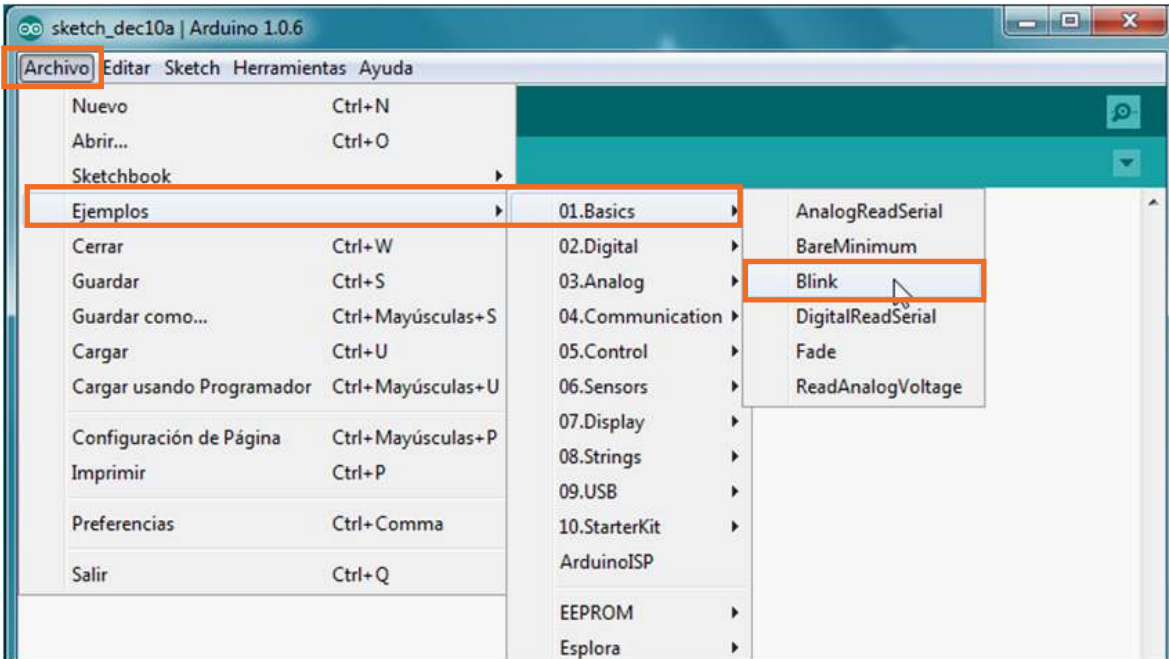 sketch_dec10a | Arduino 1.0.6
Archivo Editar Sketch Herramientas Ayuda
Nuevo Ctrl+N
Abrir... Ctrl+O
Sketchbook
Ejemplos
Cerrar Ctrl+W
Guardar Ctrl+S
Guardar como... Ctrl+Mayúsculas+S
Cargar Ctrl+U
Cargar usando Programador Ctrl+Mayúsculas+U
Configuración de Página Ctrl+Mayúsculas+P
Imprimir Ctrl+P
Preferencias Ctrl+Comma
Salir Ctrl+Q
01.Basics
02.Digital
03.Analog
04.Communication
05.Control
06.Sensors
07.Display
08.Strings
09.USB
10.StarterKit
ArduinoISP
EEPROM
Esplora
AnalogReadSerial
BareMinimum
Blink
DigitalReadSerial
Fade
ReadAnalogVoltage